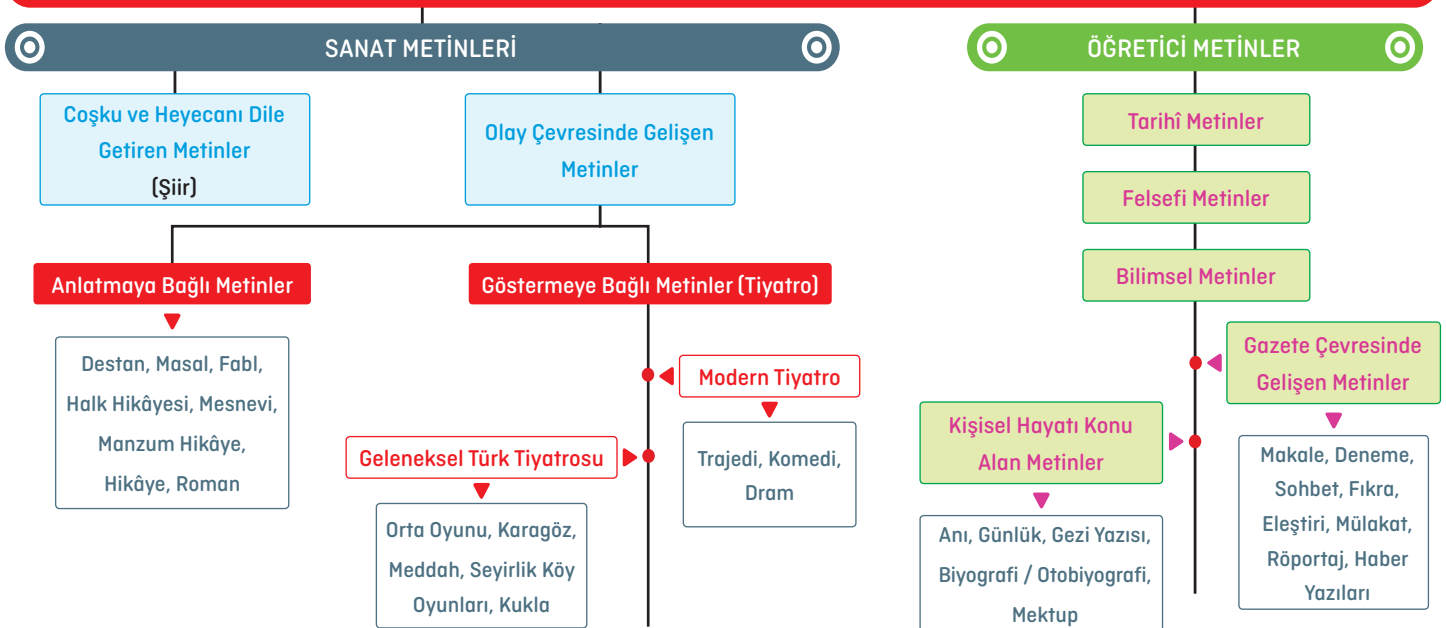 SANAT METİNLERİ
Coşku ve Heyecanı Dile
Getiren Metinler
(Şiir)
Olay Çevresinde Gelişen
Metinler
Anlatmaya Bağlı Metinler
Destan, Masal, Fabl,
Halk Hikâyesi, Mesnevi,
Manzum Hikâye,
Hikâye, Roman
Göstermeye Bağlı Metinler (Tiyatro)
Modern Tiyatro
Trajedi, Komedi,
Dram
Geleneksel Türk Tiyatrosu
Orta Oyunu, Karagöz,
Meddah, Seyirlik Köy
Oyunları, Kukla
ÖĞRETİCİ METİNLER
Tarihî Metinler
Felsefi Metinler
Bilimsel Metinler
Gazete Çevresinde
Gelişen Metinler
Makale, Deneme,
Sohbet, Fıkra,
Eleştiri, Mülakat,
Röportaj, Haber
Yazıları
Kişisel Hayatı Konu
Alan Metinler
Anı, Günlük, Gezi Yazısı,
Biyografi / Otobiyografi,
Mektup